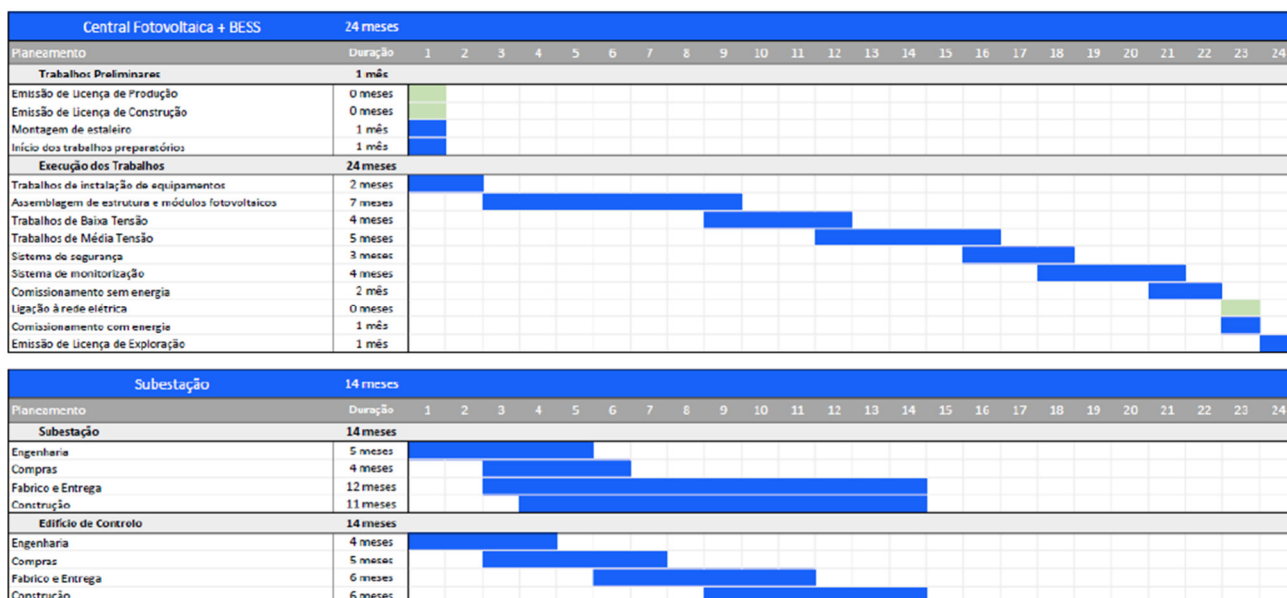 Central Fotovoltaica + BESS 24 meses
Planeamento Duração 1 2 3 4 5 6 7 8 9 10 11 12 13 14 15 16 17 18 19 20 21 22 23 24
Trabalhos Preliminares 1 mês
Emissão de Licença de Produção 0 meses
Emissão de Licença de Construção 0 meses
Montagem de estaleiro 1 mês
Início dos trabalhos preparatórios 1 mês
Execução dos Trabalhos 24 meses
Trabalhos de instalação de equipamentos 2 meses
Assemblagem de estrutura e módulos fotovoltaicos 7 meses
Trabalhos de Baixa Tensão 4 meses
Trabalhos de Média Tensão 5 meses
Sistema de segurança 3 meses
Sistema de monitorização 4 meses
Comissionamento sem energia 2 mês
Ligação à rede elétrica 0 meses
Comissionamento com energia 1 mês
Emissão de Licença de Exploração 1 mês
Subestação 14 meses
Planeamento Duração 1 2 3 4 5 6 7 8 9 10 11 12 13 14 15 16 17 18 19 20 21 22 23 24
Subestação 14 meses
Engenharia 5 meses
Compras 4 meses
Fabrico e Entrega 12 meses
Construção 11 meses
Edifício de Controlo 14 meses
Engenharia 4 meses
Compras 5 meses
Fabrico e Entrega 6 meses
Construção 6 meses